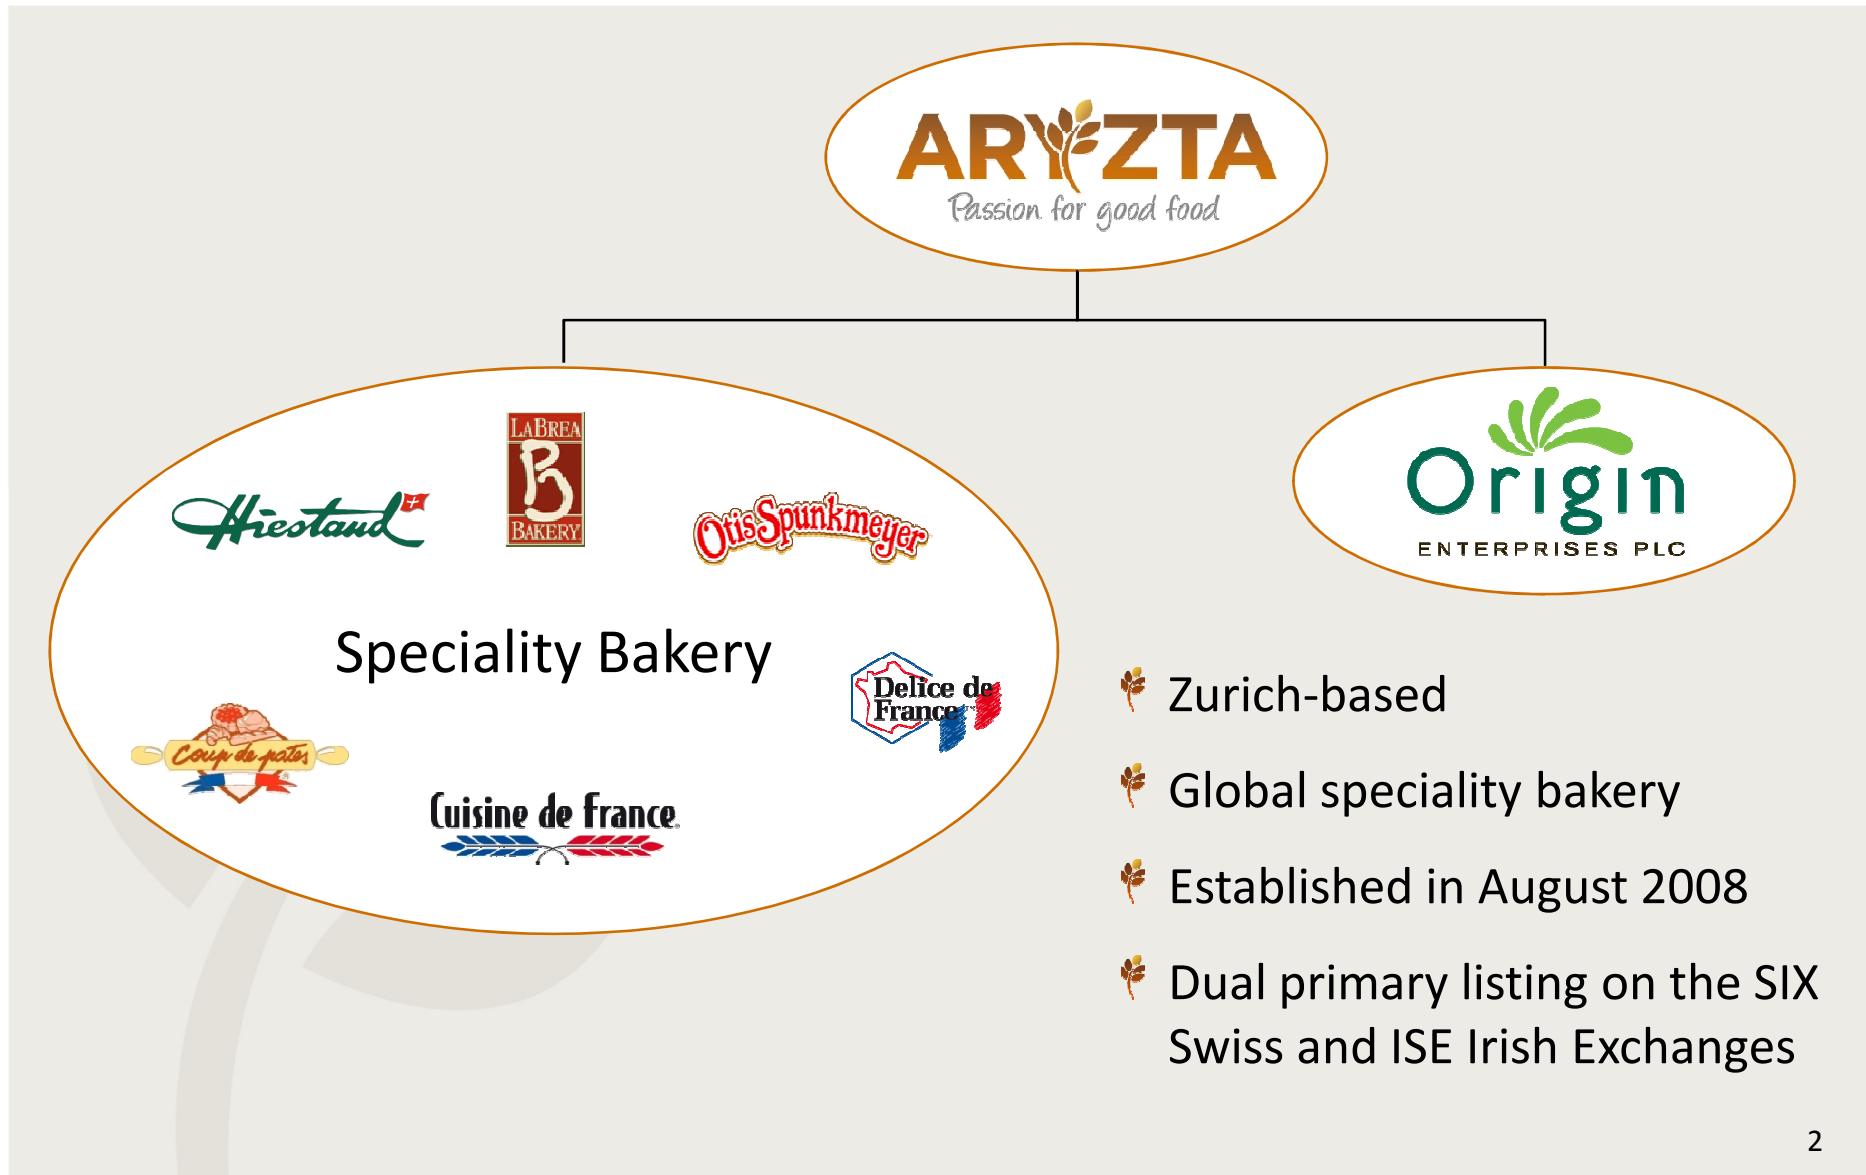 ARYZTA
Passion for good food
LA BREA
B
BAKERY
Hiestand
Otis Spunkmeyer
Origin
ENTERPRISES PLC
Speciality Bakery
Delice de
France
Coup de pates
Cuisine de France
Zurich-based
Global speciality bakery
Established in August 2008
Dual primary listing on the SIX
Swiss and ISE Irish Exchanges
2